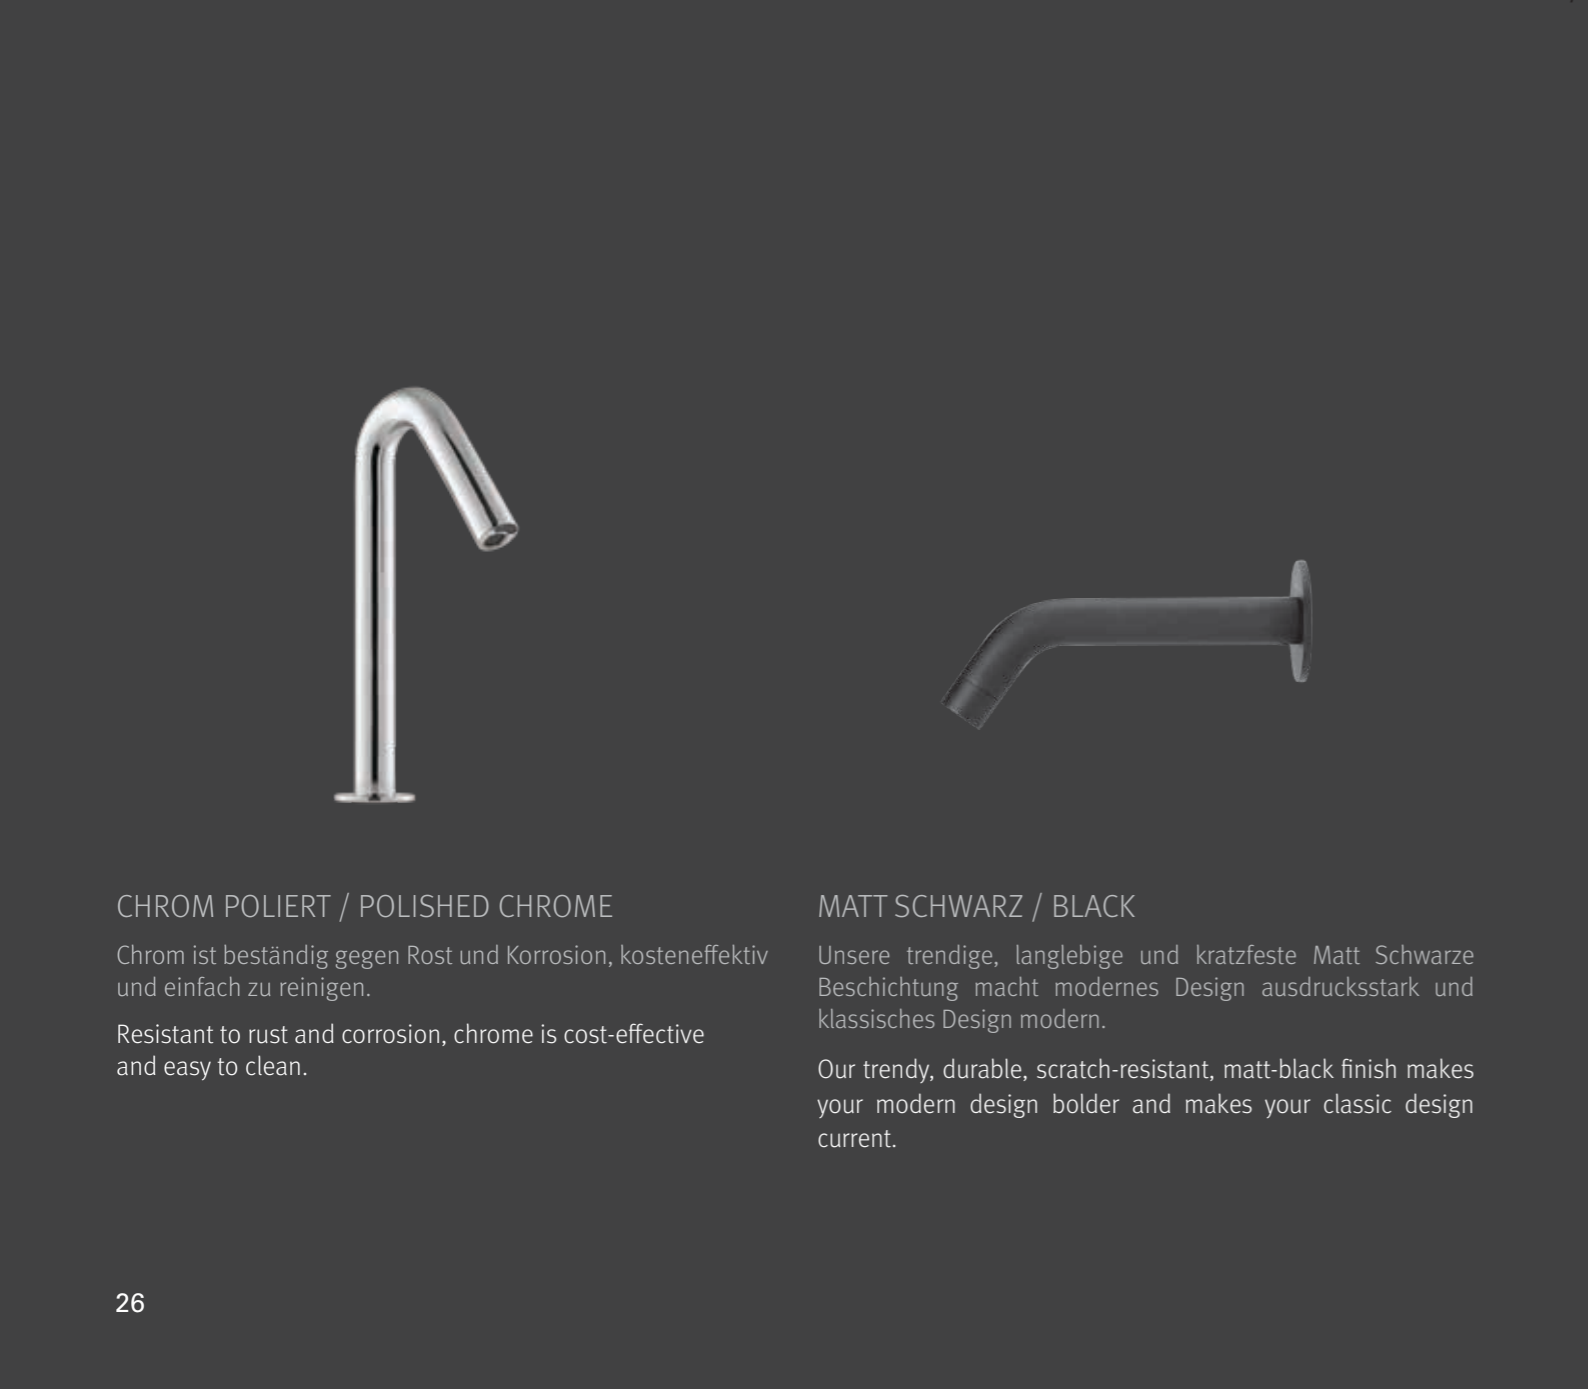 CHROM POLIERT / POLISHED CHROME
Chrom ist beständig gegen Rost und Korrosion, kosteneffektiv
und einfach zu reinigen.
Resistant to rust and corrosion, chrome is cost-effective
and easy to clean.
MATT SCHWARZ / BLACK
Unsere trendige, langlebige und kratzfeste Matt Schwarze
Beschichtung macht modernes Design ausdrucksstark und
klassisches Design modern.
Our trendy, durable, scratch-resistant, matt-black finish makes
your modern design bolder and makes your classic design
current.
26